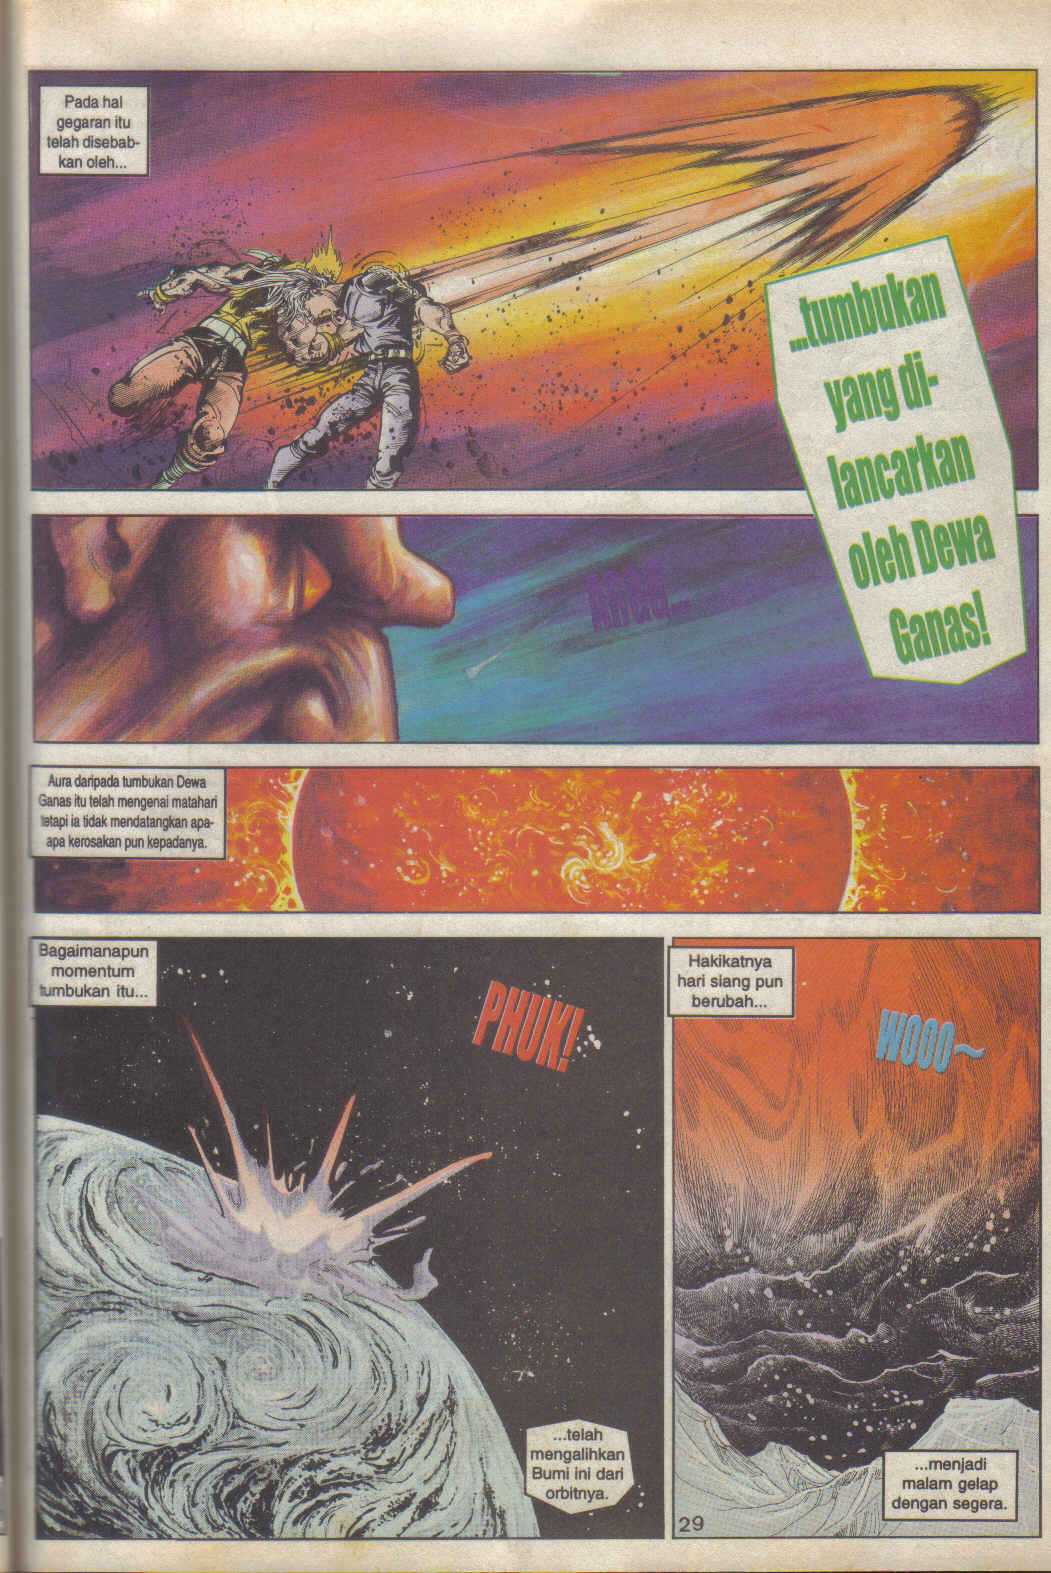 Pada hal
gegaran itu
telah disebab-
kan oleh...
...tumbukan
yang di-
lancarkan
oleh Dewa
Ganas!
Aura daripada tumbukan Dewa
Ganas itu telah mengenai matahari
tetapi ia tidak mendatangkan apa-
apa kerosakan pun kepadanya.
Bagaimanapun
momentum
tumbukan itu...
PHUK!
...telah
mengalihkan
Bumi ini dari
orbitnya.
Hakikatnya
hari siang pun
berubah...
WOOO~
...menjadi
malam gelap
dengan segera.
29